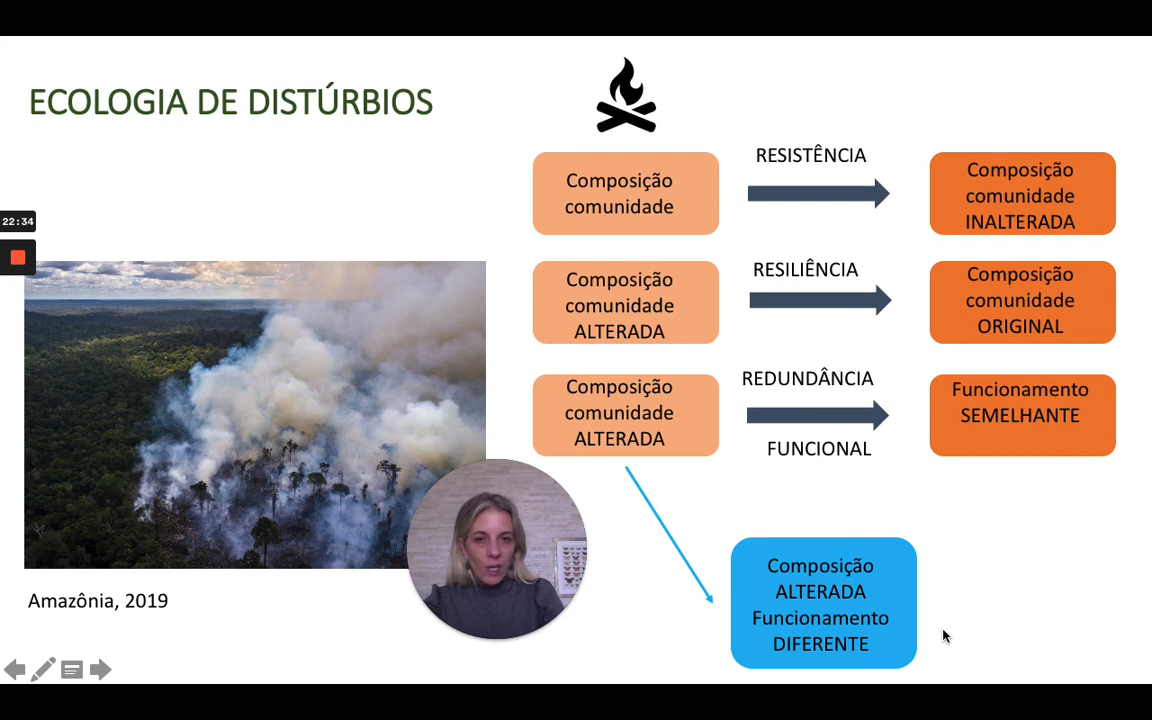 ECOLOGIA DE DISTÚRBIOS
Composição
comunidade
RESISTÊNCIA
Composição
comunidade
INALTERADA
22:34
Composição
comunidade
ALTERADA
RESILIÊNCIA
Composição
comunidade
ORIGINAL
Composição
comunidade
ALTERADA
REDUNDÂNCIA
FUNCIONAL
Funcionamento
SEMELHANTE
Composição
ALTERADA
Funcionamento
DIFERENTE
Amazônia, 2019